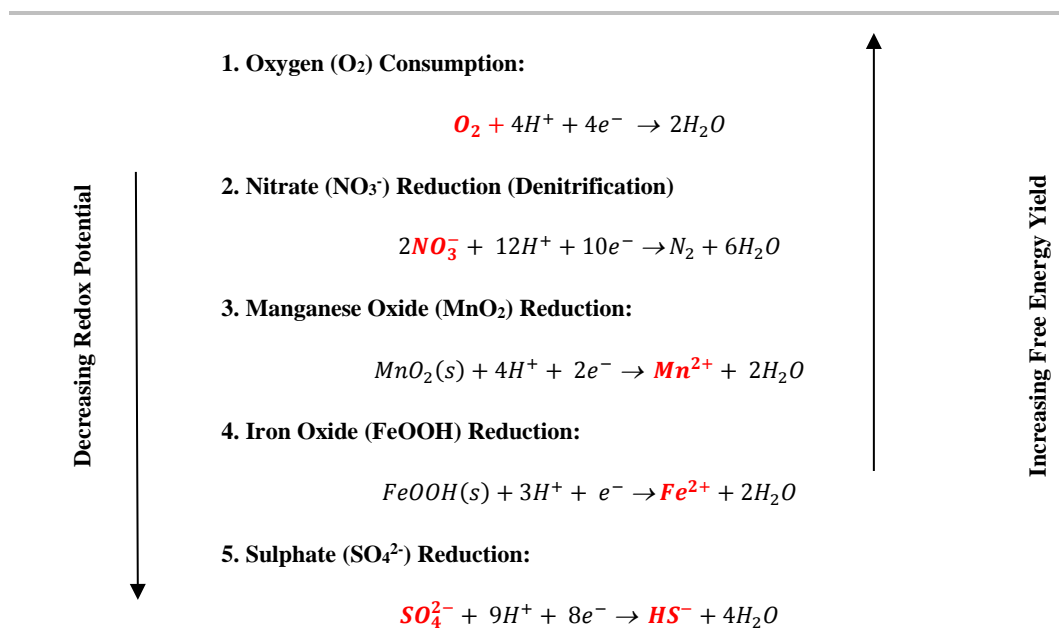 1. Oxygen (O₂) Consumption:
O₂ + 4H⁺ + 4e⁻ → 2H₂O
2. Nitrate (NO₃⁻) Reduction (Denitrification)
2NO₃⁻ + 12H⁺ + 10e⁻ → N₂ + 6H₂O
3. Manganese Oxide (MnO₂) Reduction:
MnO₂(s) + 4H⁺ + 2e⁻ → Mn²⁺ + 2H₂O
4. Iron Oxide (FeOOH) Reduction:
FeOOH(s) + 3H⁺ + e⁻ → Fe²⁺ + 2H₂O
5. Sulphate (SO₄²⁻) Reduction:
SO₄²⁻ + 9H⁺ + 8e⁻ → HS⁻ + 4H₂O
Decreasing Redox Potential
Increasing Free Energy Yield